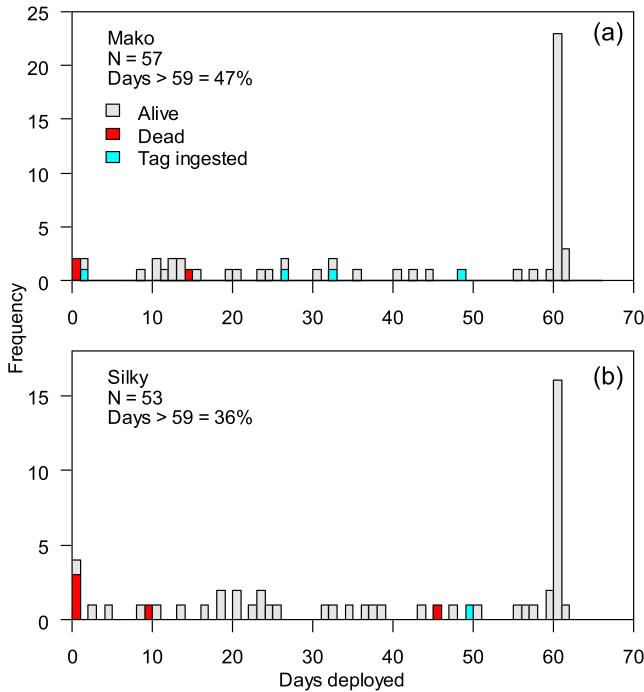 25
20
15
10
5
0
(a)
Mako
N = 57
Days > 59 = 47%
Alive
Dead
Tag ingested
0 10 20 30 40 50 60 70
Frequency
15
10
5
0
(b)
Silky
N = 53
Days > 59 = 36%
0 10 20 30 40 50 60 70
Days deployed